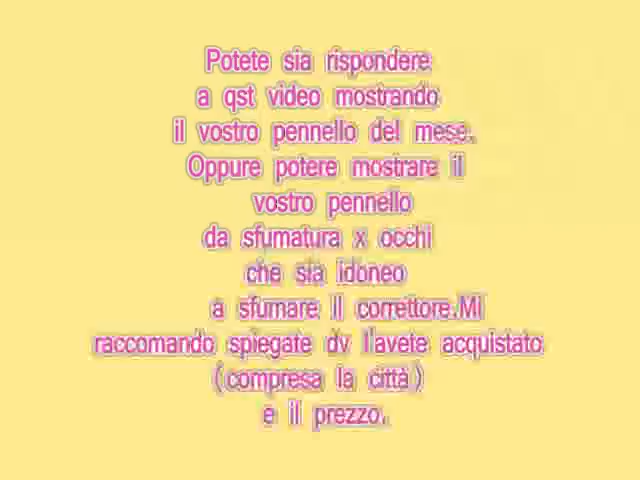 Potete sia rispondere
a qst video mostrando
il vostro pennello del mese.
Oppure potere mostrare il
vostro pennello
da sfumatura x occhi
che sia idoneo
a sfumare il correttore.Mi
raccomando spiegate dv l'avete acquistato
(compresa la città)
e il prezzo.